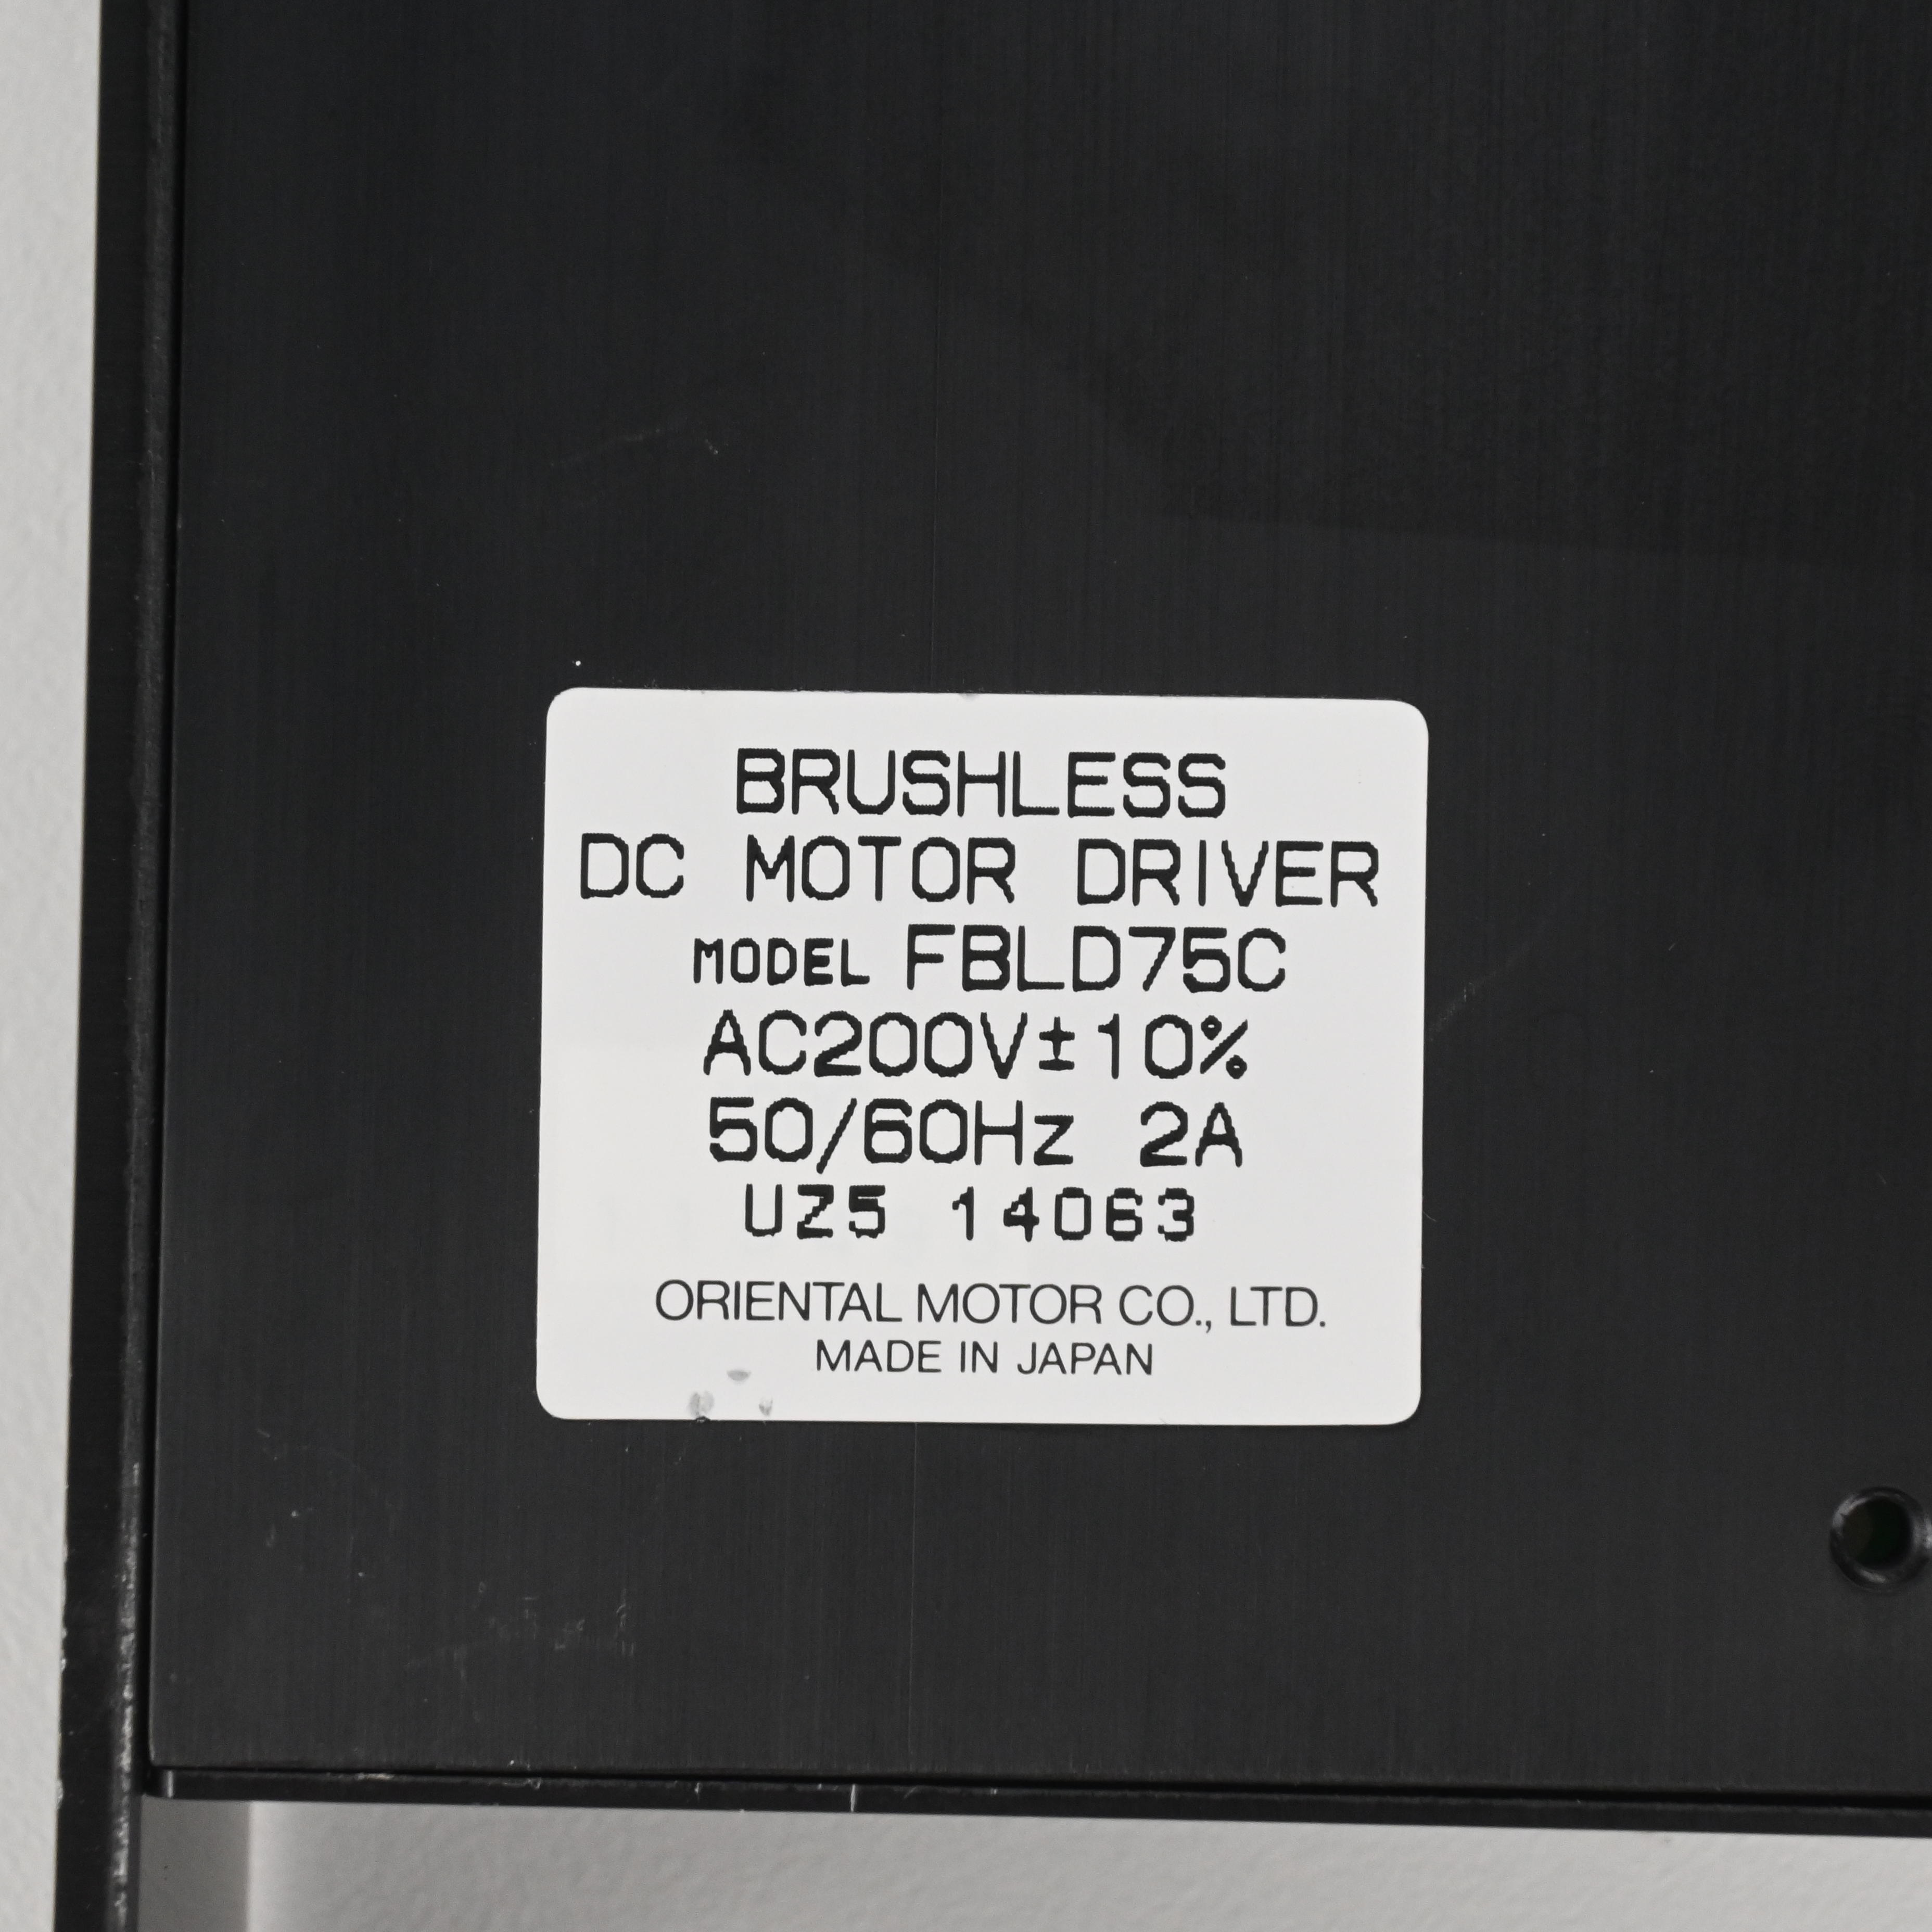 BRUSHLESS
DC MOTOR DRIVER
MODEL FBLD75C
AC200V±10%
50/60Hz 2A
UZ5 14063
ORIENTAL MOTOR CO., LTD.
MADE IN JAPAN